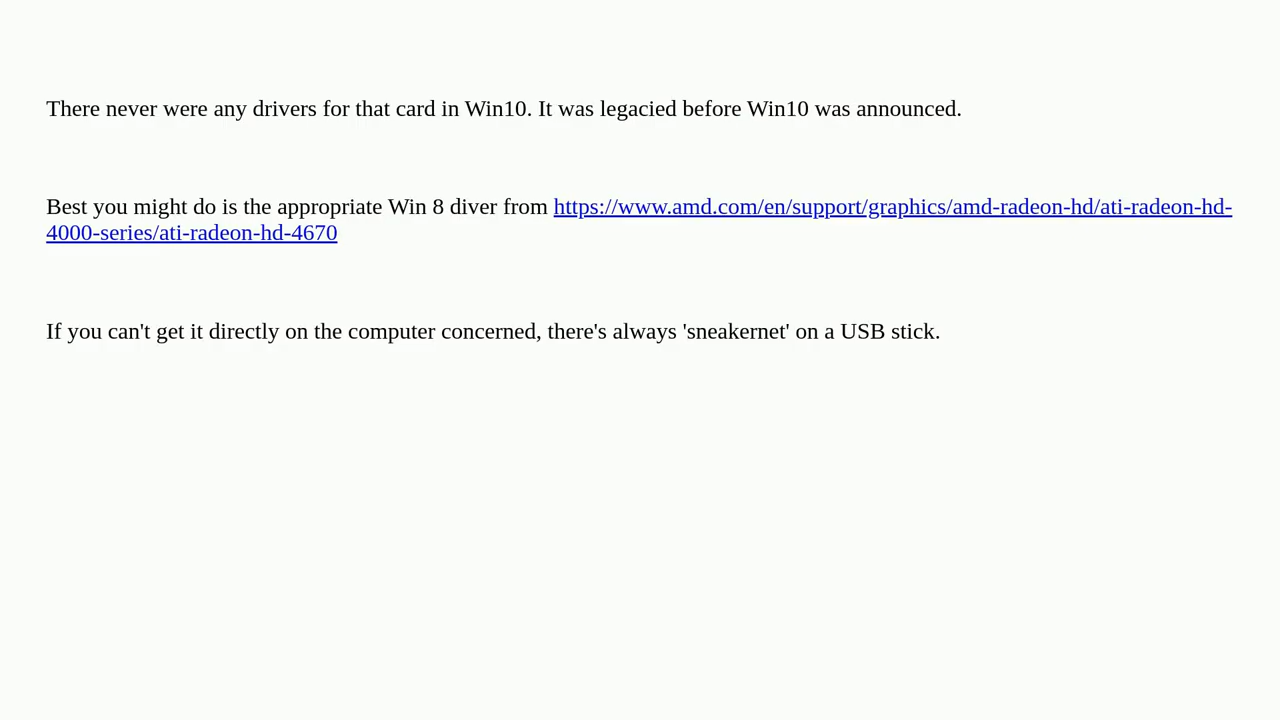 There never were any drivers for that card in Win10. It was legacied before Win10 was announced.
Best you might do is the appropriate Win 8 diver from https://www.amd.com/en/support/graphics/amd-radeon-hd/ati-radeon-hd-
4000-series/ati-radeon-hd-4670
If you can't get it directly on the computer concerned, there's always 'sneakernet' on a USB stick.